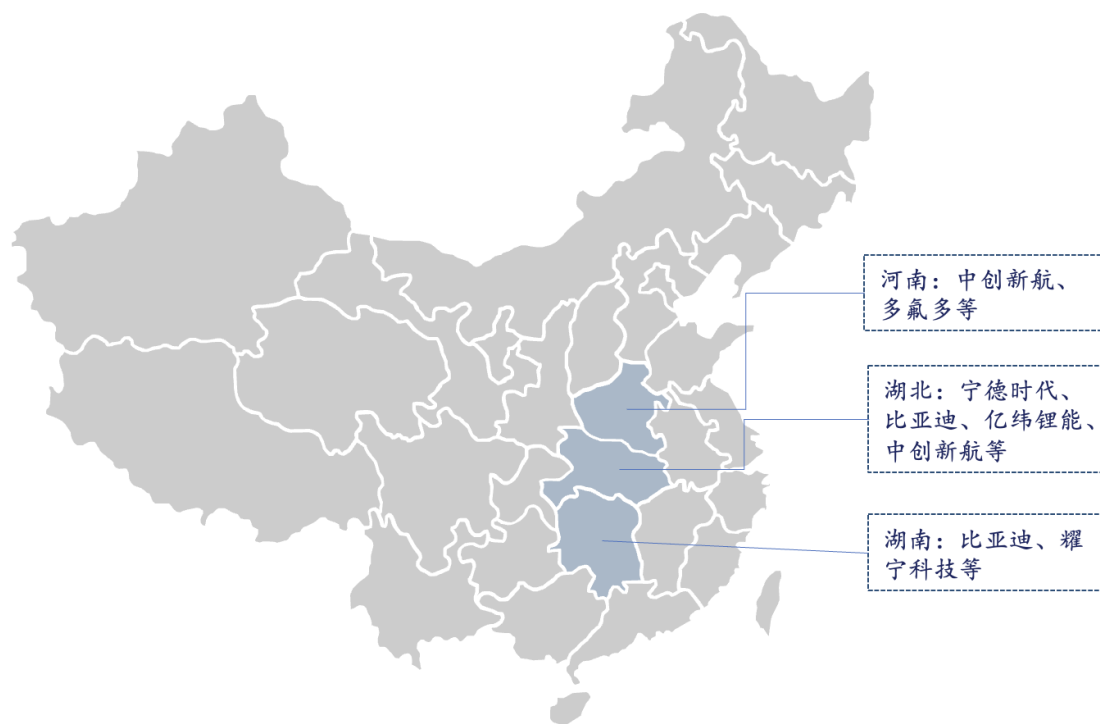 河南：中创新航、
多氟多等
湖北：宁德时代、
比亚迪、亿纬锂能、
中创新航等
湖南：比亚迪、耀
宁科技等